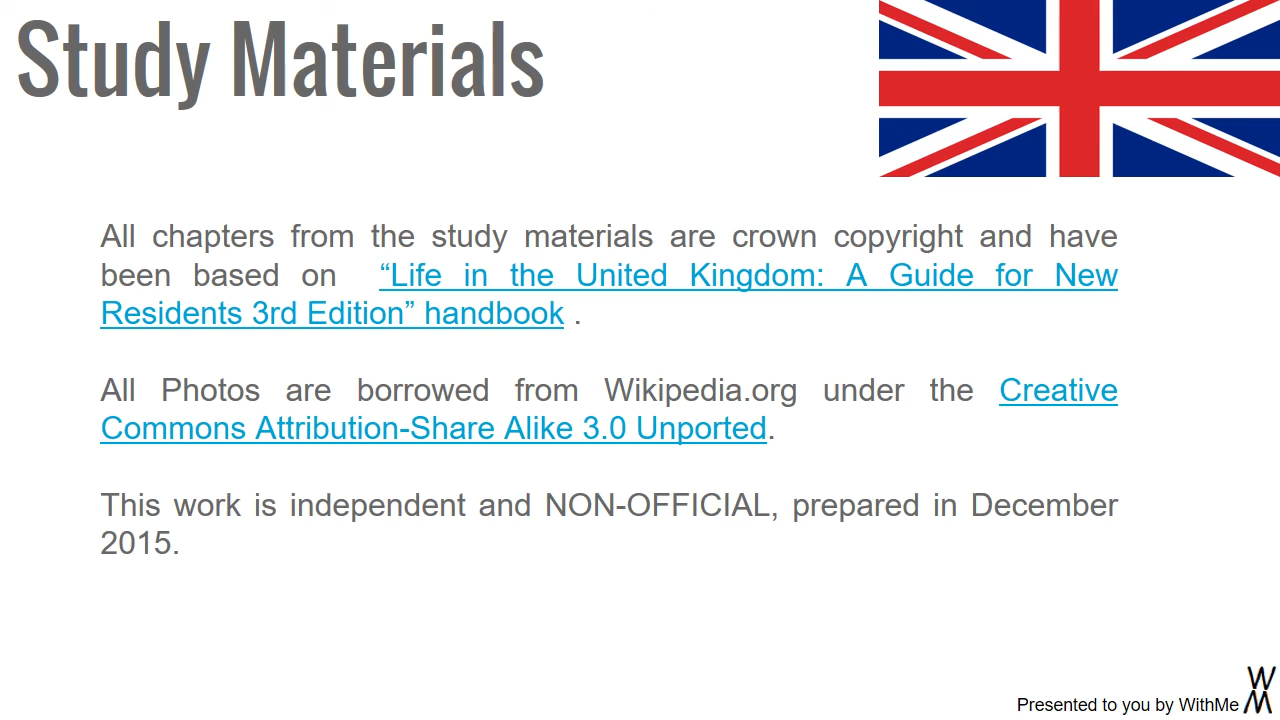 Study Materials
All chapters from the study materials are crown copyright and have
been based on “Life in the United Kingdom: A Guide for New
Residents 3rd Edition” handbook .
All Photos are borrowed from Wikipedia.org under the Creative
Commons Attribution-Share Alike 3.0 Unported.
This work is independent and NON-OFFICIAL, prepared in December
2015.
Presented to you by WithMe
W
M